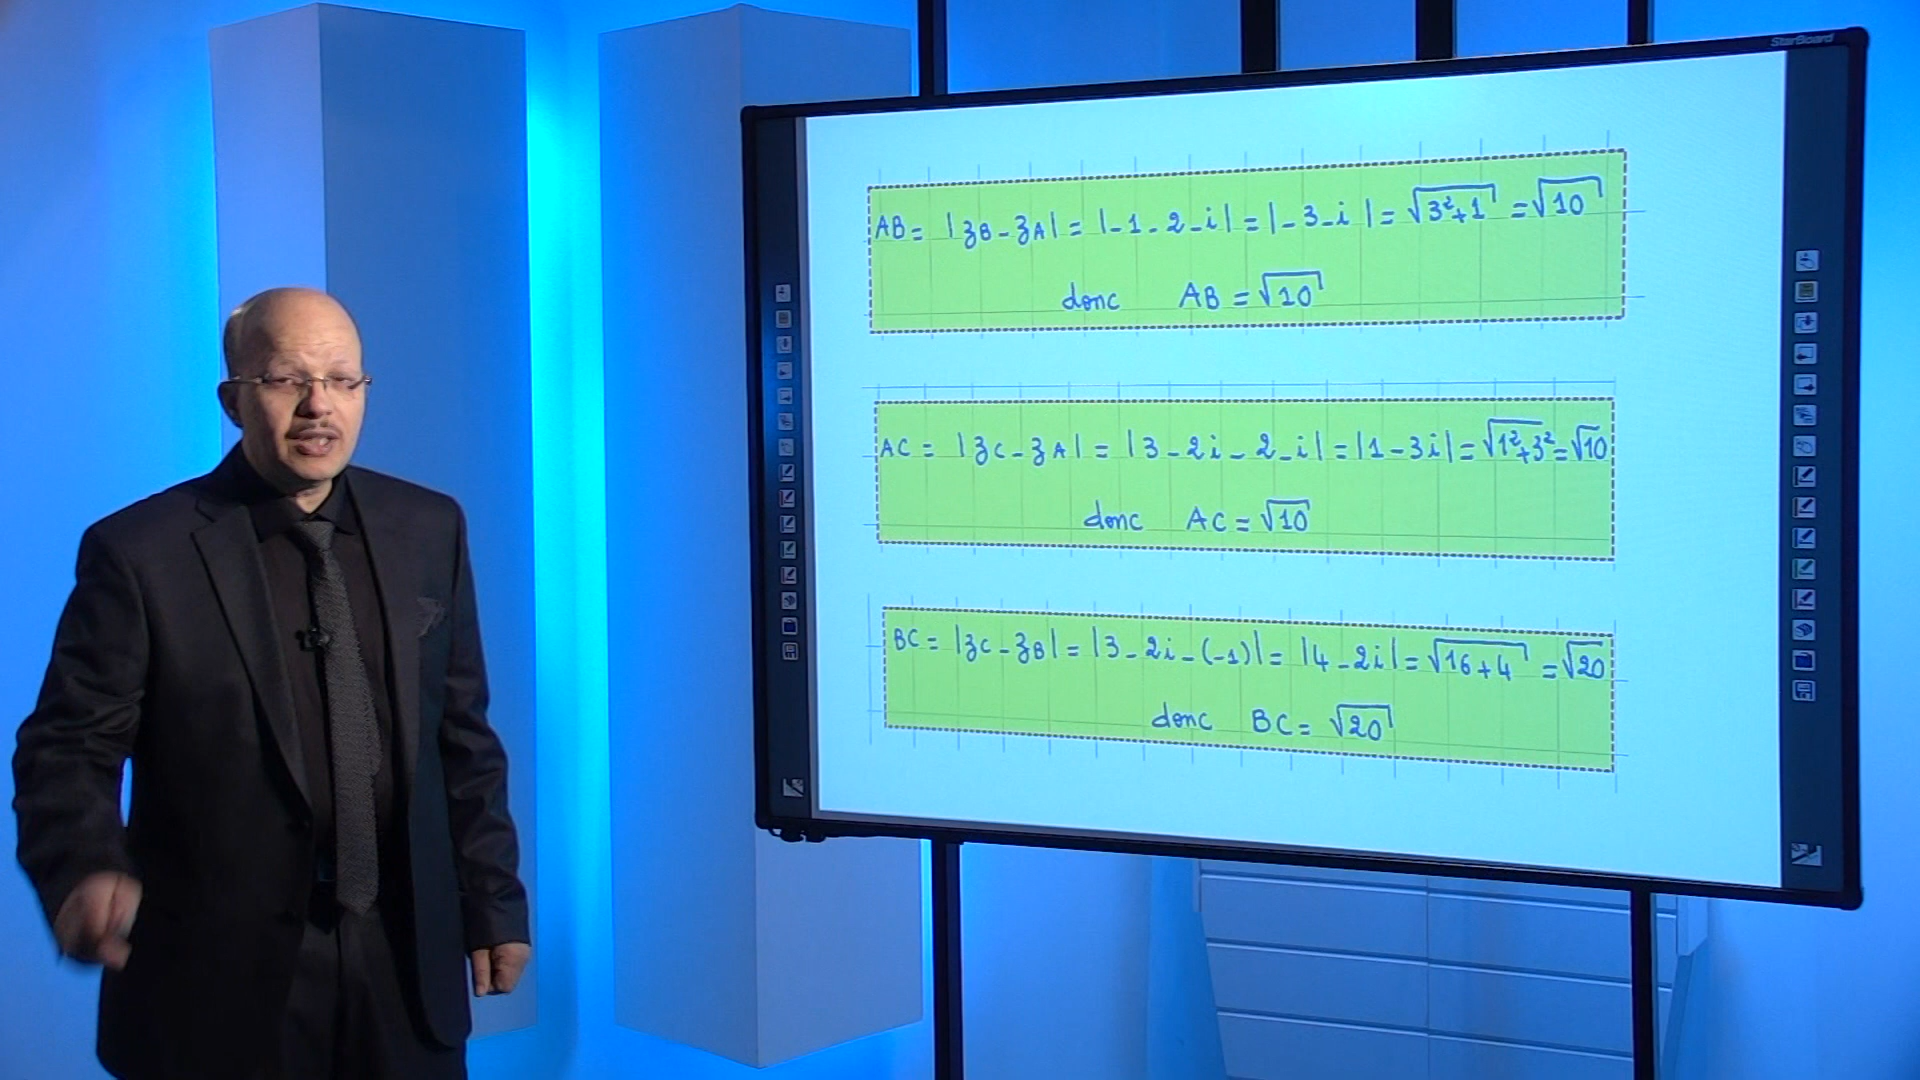 StarBoard
AB = |zB - zA| = |-1-2-i| = |-3-i| = √(3²+1) = √10
donc AB = √10
AC = |zC - zA| = |3-2i-2-i| = |1-3i| = √(1²+3²) = √10
donc AC = √10
BC = |zC - zB| = |3-2i-(-1)| = |4-2i| = √(16+4) = √20
donc BC = √20